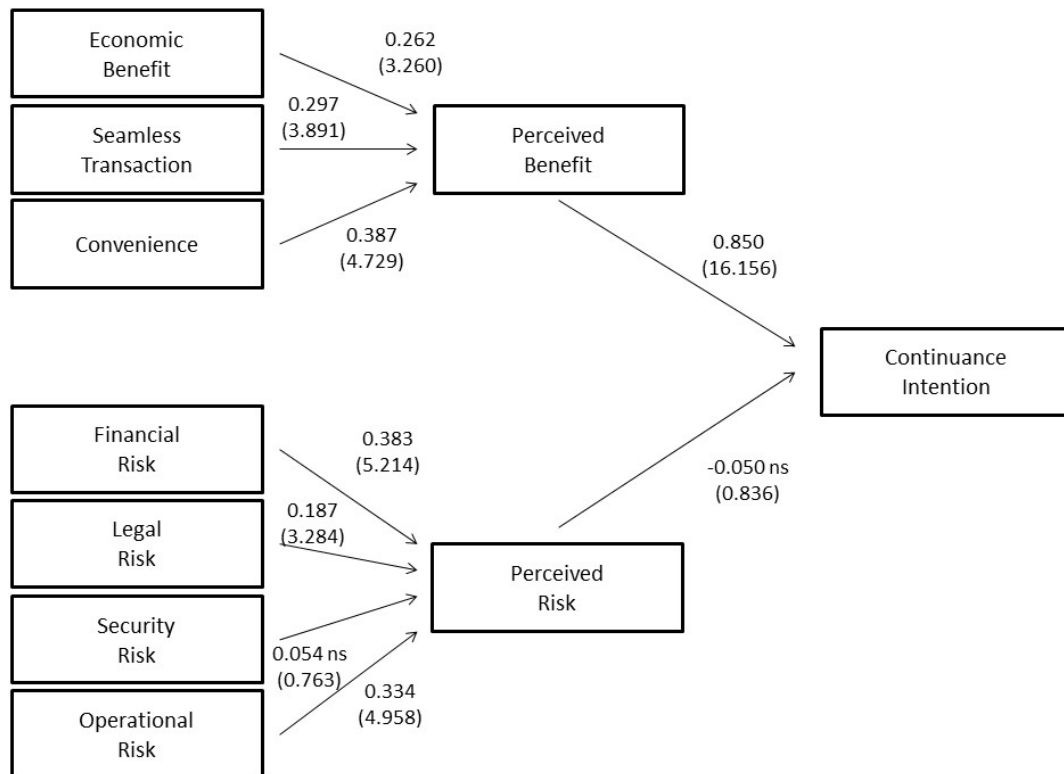 Economic
Benefit
0.262
(3.260)
Seamless
Transaction
0.297
(3.891)
Convenience
0.387
(4.729)
Perceived
Benefit
0.850
(16.156)
Continuance
Intention
Financial
Risk
0.383
(5.214)
Legal
Risk
0.187
(3.284)
Security
Risk
0.054 ns
(0.763)
Operational
Risk
0.334
(4.958)
Perceived
Risk
-0.050 ns
(0.836)